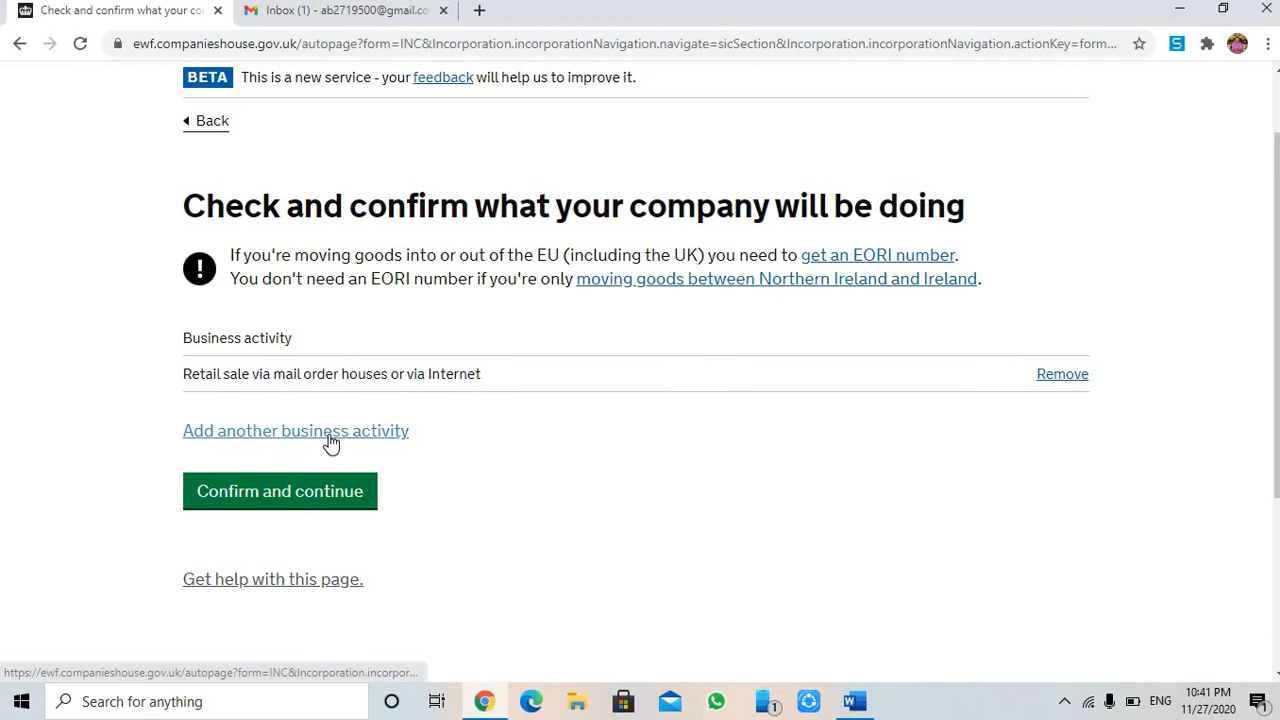 Check and confirm what your co
Inbox (1) - ab2719500@gmail.co
ewf.companieshouse.gov.uk/autopage?form=INC&Incorporation.incorporationNavigation.navigate=sicSection&Incorporation.incorporationNavigation.actionKey=form...
BETA This is a new service - your feedback will help us to improve it.
Back
Check and confirm what your company will be doing
! If you're moving goods into or out of the EU (including the UK) you need to get an EORI number.
You don't need an EORI number if you're only moving goods between Northern Ireland and Ireland.
Business activity
Retail sale via mail order houses or via Internet Remove
Add another business activity
Confirm and continue
Get help with this page.
https://ewf.companieshouse.gov.uk/autopage?form=INC&Incorporation.incorpor...
Search for anything
1
ENG
10:41 PM
11/27/2020
1